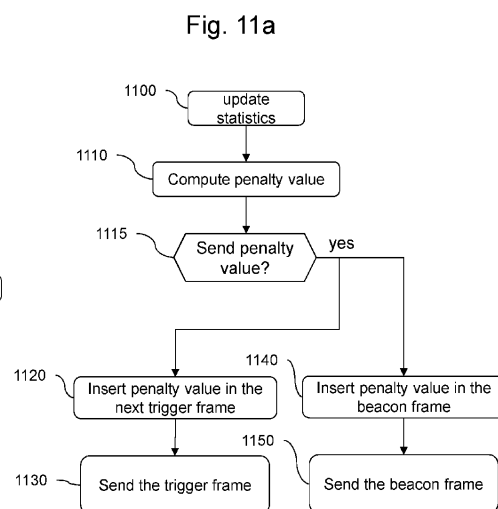 Fig. 11a
1100
update
statistics
1110
Compute penalty value
1115
Send penalty
value?
yes
1120
Insert penalty value in the
next trigger frame
1140
Insert penalty value in the
beacon frame
1130
Send the trigger frame
1150
Send the beacon frame